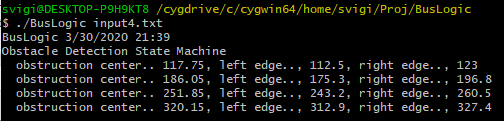 svigi@DESKTOP-P9H9KT8 /cygdrive/c/cygwin64/home/svigi/Proj/BusLogic
$ ./BusLogic input4.txt
BusLogic 3/30/2020 21:39
Obstacle Detection State Machine
  obstruction center.. 117.75, left edge.., 112.5, right edge.., 123
  obstruction center.. 186.05, left edge.., 175.3, right edge.., 196.8
  obstruction center.. 251.85, left edge.., 243.2, right edge.., 260.5
  obstruction center.. 320.15, left edge.., 312.9, right edge.., 327.4